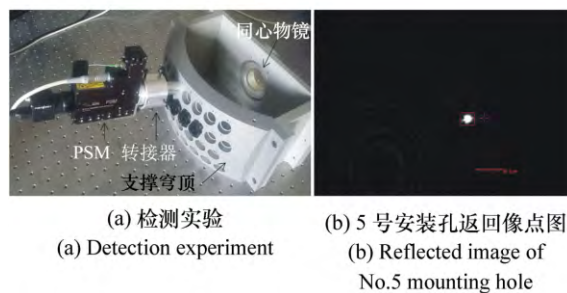 同心物镜
PSM 转接器
支撑穹顶
(a) 检测实验
(a) Detection experiment
(b) 5 号安装孔返回像点图
(b) Reflected image of
No.5 mounting hole